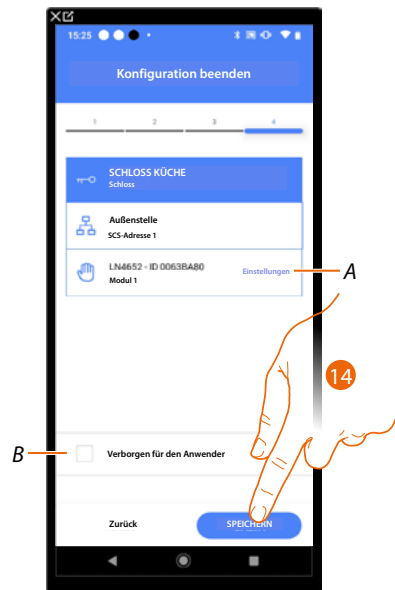 15:25
Konfiguration beenden
1 2 3 4
SCHLOSS KÜCHE
Schloss
Außenstelle
SCS-Adresse 1
LN4652 - ID 0063BA80
Modul 1
Einstellungen
A
14
B
Verborgen für den Anwender
Zurück
SPEICHERN